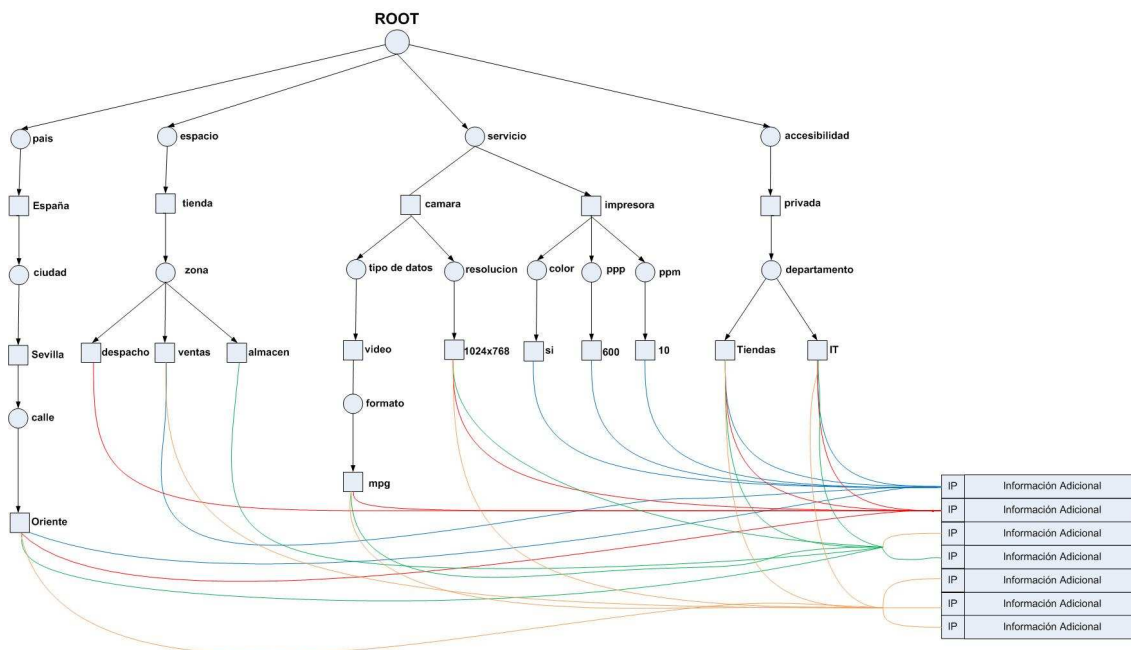 ROOT
pais
espacio
servicio
accesibilidad
España
tienda
camara
impresora
privada
ciudad
zona
tipo de datos
resolucion
color
ppp
ppm
departamento
Sevilla
despacho
ventas
almacen
video
1024x768
si
600
10
Tiendas
IT
calle
formato
mpg
Oriente
IP Información Adicional
IP Información Adicional
IP Información Adicional
IP Información Adicional
IP Información Adicional
IP Información Adicional
IP Información Adicional